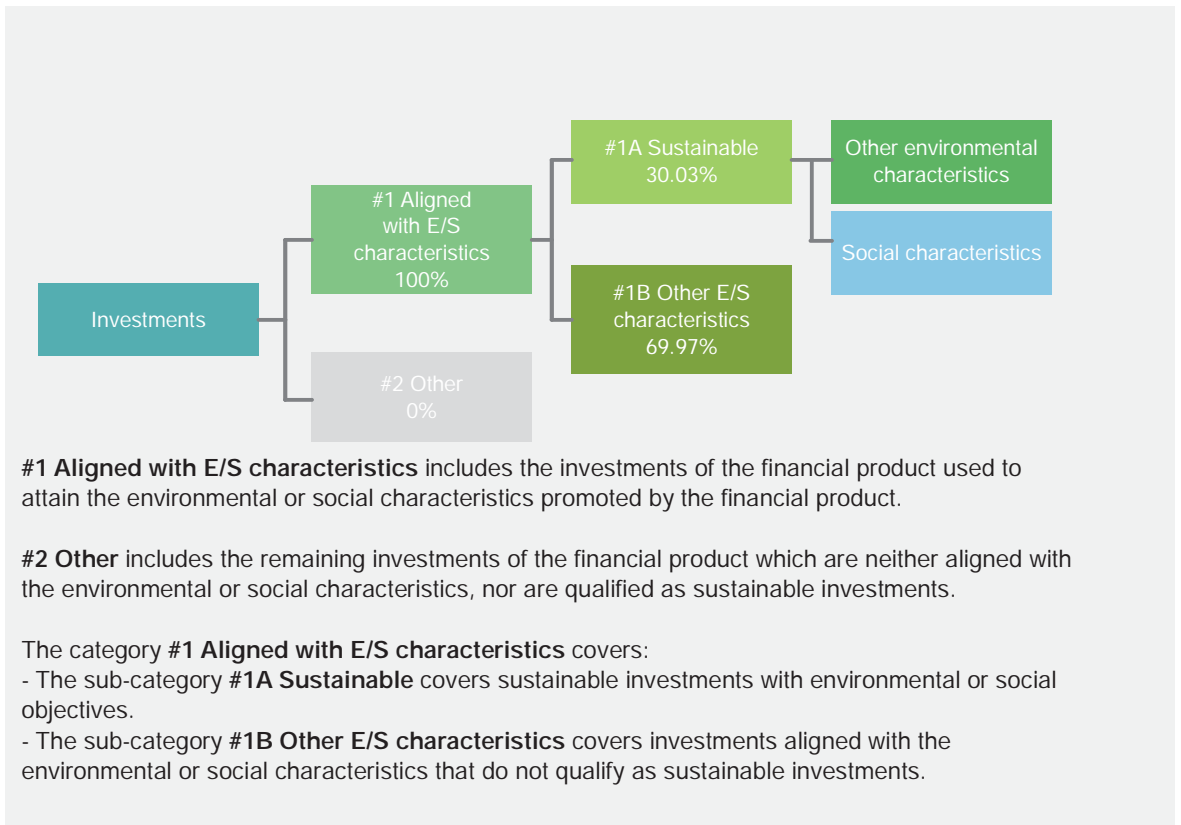 #1A Sustainable
30.03%
Other environmental
characteristics
#1 Aligned
with E/S
characteristics
100%
Social characteristics
Investments
#1B Other E/S
characteristics
69.97%
#2 Other
0%
#1 Aligned with E/S characteristics includes the investments of the financial product used to
attain the environmental or social characteristics promoted by the financial product.
#2 Other includes the remaining investments of the financial product which are neither aligned with
the environmental or social characteristics, nor are qualified as sustainable investments.
The category #1 Aligned with E/S characteristics covers:
- The sub-category #1A Sustainable covers sustainable investments with environmental or social
objectives.
- The sub-category #1B Other E/S characteristics covers investments aligned with the
environmental or social characteristics that do not qualify as sustainable investments.